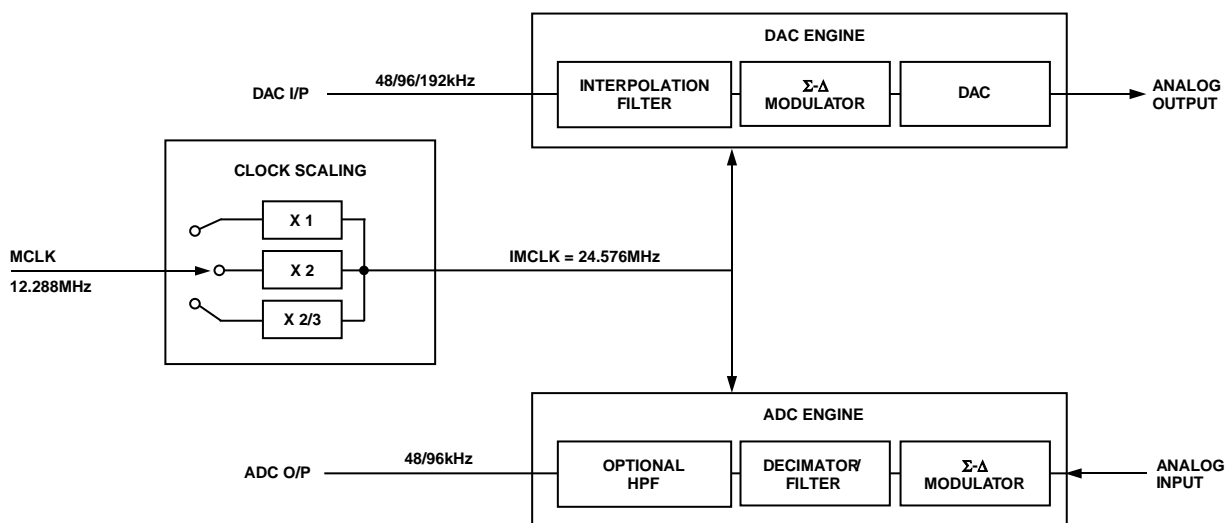 DAC ENGINE
DAC I/P
48/96/192kHz
INTERPOLATION
FILTER
Σ-Δ
MODULATOR
DAC
ANALOG
OUTPUT
CLOCK SCALING
X 1
MCLK
12.288MHz
X 2
IMCLK = 24.576MHz
X 2/3
ADC ENGINE
ADC O/P
48/96kHz
OPTIONAL
HPF
DECIMATOR/
FILTER
Σ-Δ
MODULATOR
ANALOG
INPUT